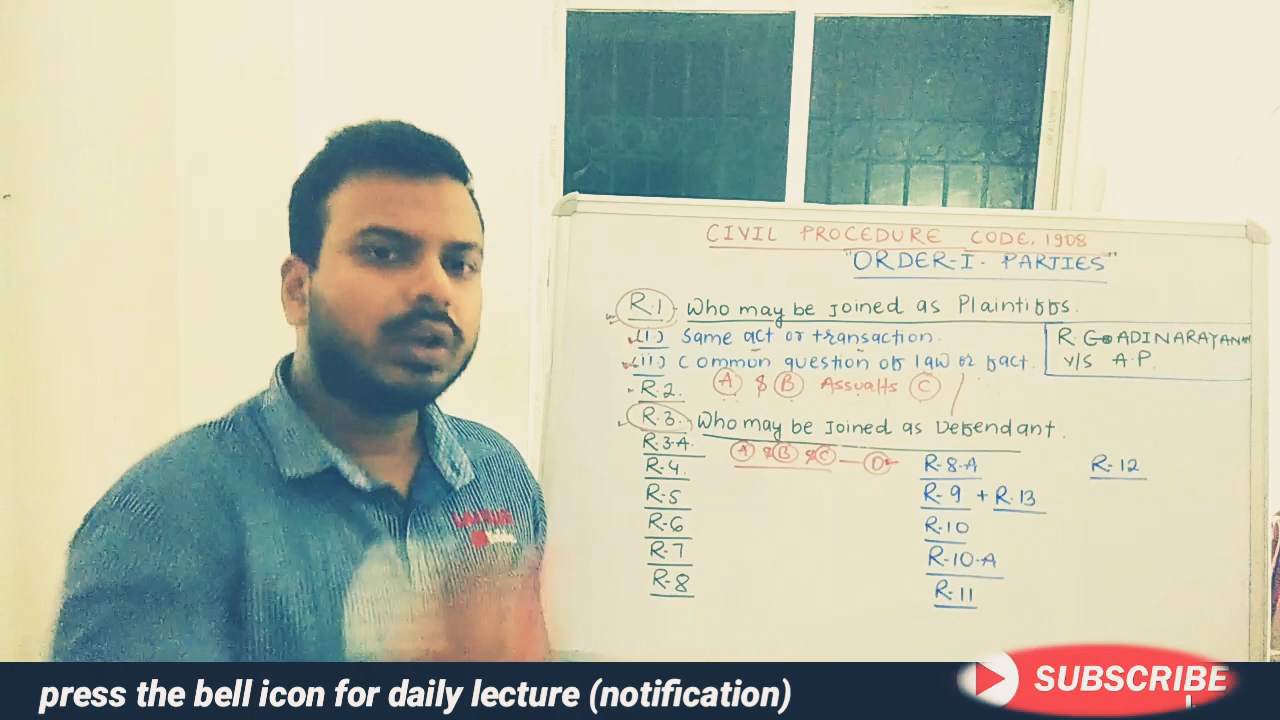 CIVIL PROCEDURE CODE, 1908
"ORDER-I. PARTIES"
R.1 - Who may be Joined as Plaintiffs.
(i) Same act or transaction.
(ii) Common question of law or fact.
R. G ADINARAYANA
V/S A.P.
R.2. A & B Assualts C
R.3. Who may be Joined as Defendant.
R.3-A. A & B & C — D
R-4.
R-5
R-6
R-7
R-8
R-8-A
R-9 + R-13
R-10
R-10-A
R-11
R-12
press the bell icon for daily lecture (notification)
SUBSCRIBE